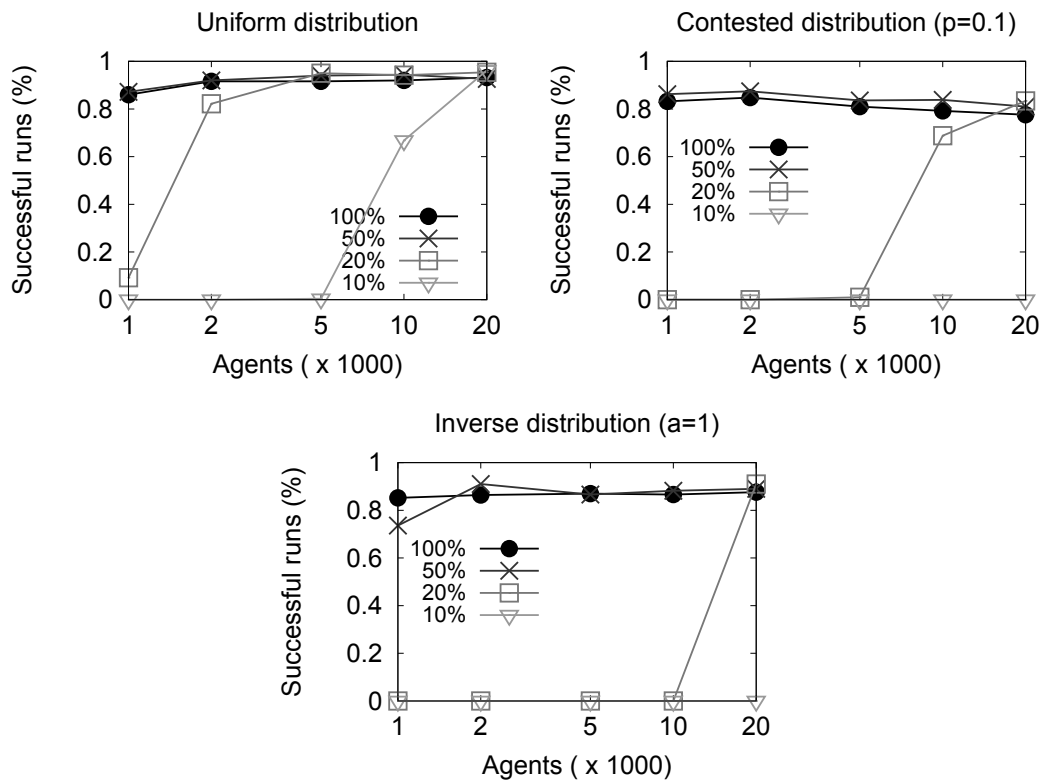 Uniform distribution
Successful runs (%)
1
0.8
0.6
0.4
0.2
0
100%
50%
20%
10%
1 2 5 10 20
Agents ( x 1000)
Contested distribution (p=0.1)
Successful runs (%)
1
0.8
0.6
0.4
0.2
0
100%
50%
20%
10%
1 2 5 10 20
Agents ( x 1000)
Inverse distribution (a=1)
Successful runs (%)
1
0.8
0.6
0.4
0.2
0
100%
50%
20%
10%
1 2 5 10 20
Agents ( x 1000)